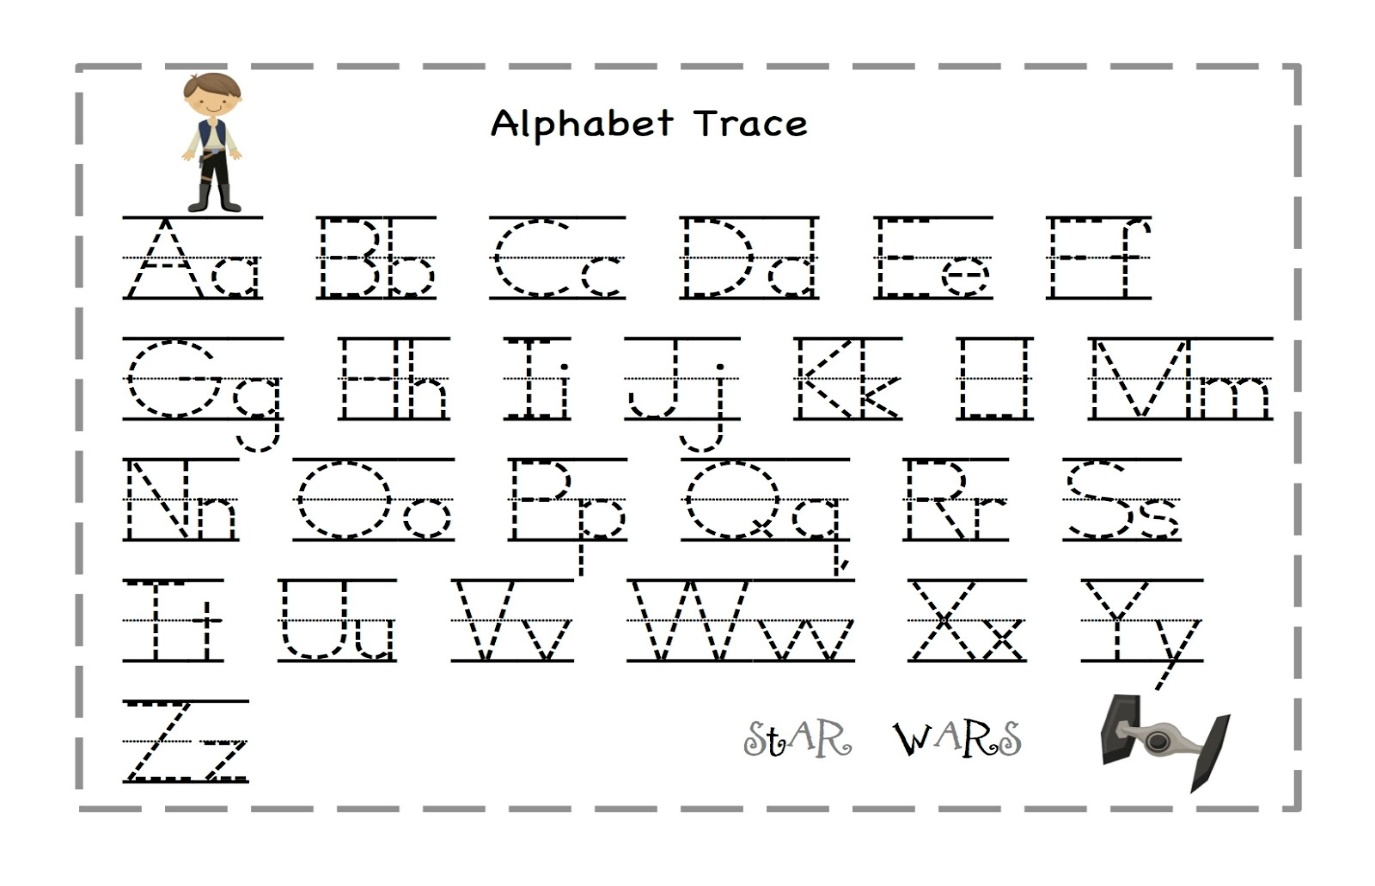 Alphabet Trace
Aa Bb Cc Dd Ee Ff
Gg Hh Ii Jj Kk Ll Mm
Nn Oo Pp Qq Rr Ss
Tt Uu Vv Ww Xx Yy
Zz
StAR WARS